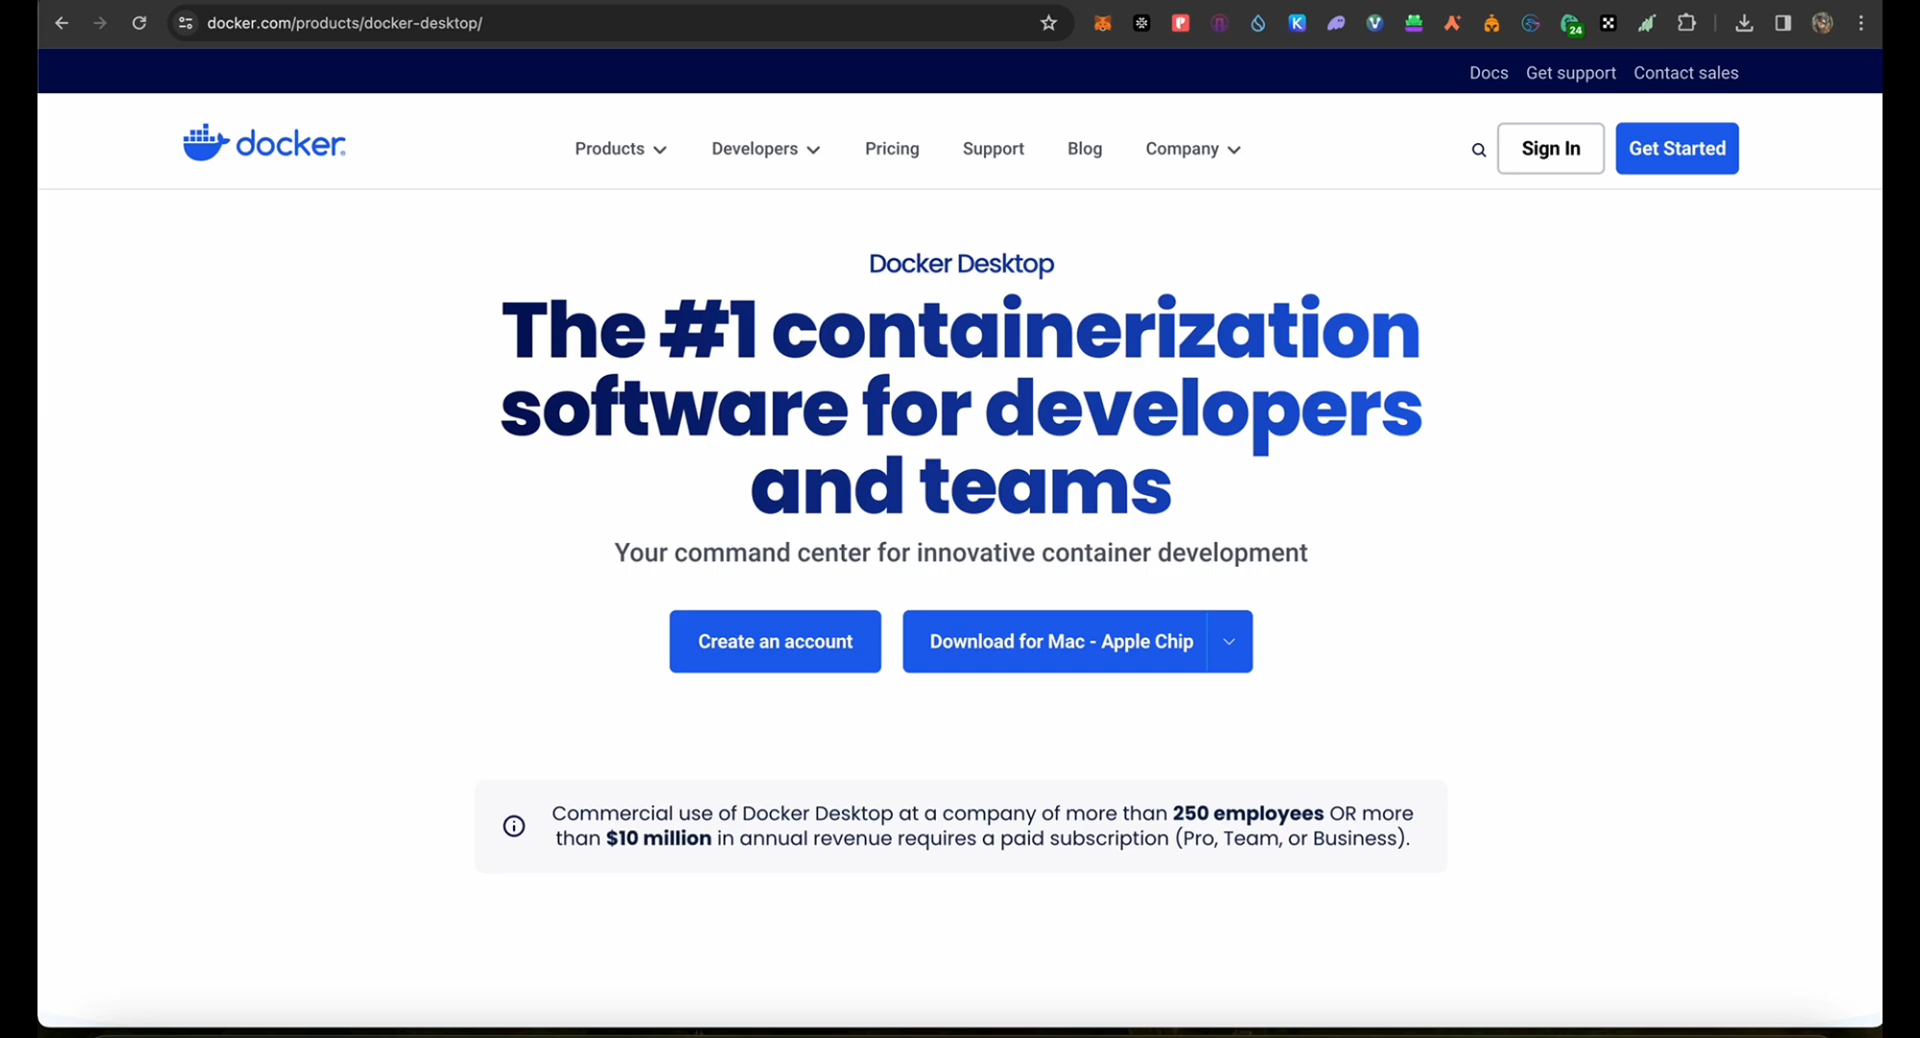 docker.com/products/docker-desktop/
24
Docs Get support Contact sales
docker
Products Developers Pricing Support Blog Company Sign In Get Started
Docker Desktop
The #1 containerization
software for developers
and teams
Your command center for innovative container development
Create an account Download for Mac - Apple Chip
Commercial use of Docker Desktop at a company of more than 250 employees OR more
than $10 million in annual revenue requires a paid subscription (Pro, Team, or Business).